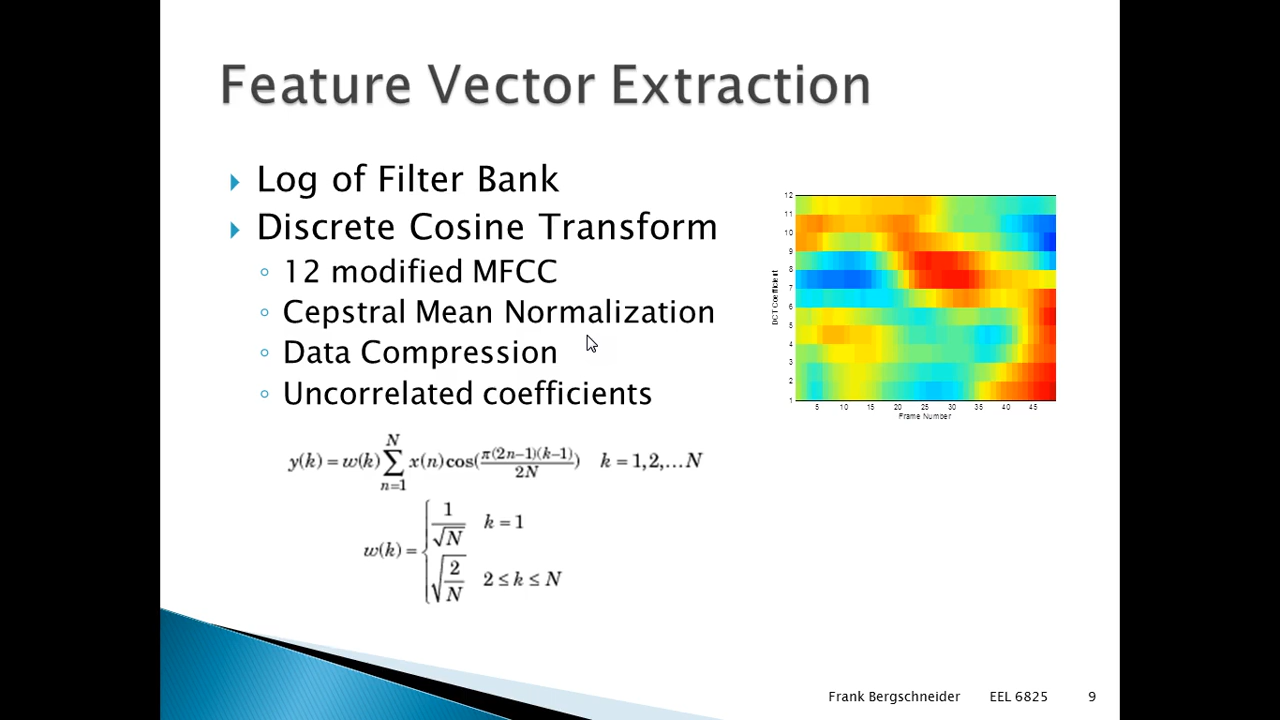 Feature Vector Extraction
Log of Filter Bank
Discrete Cosine Transform
12 modified MFCC
Cepstral Mean Normalization
Data Compression
Uncorrelated coefficients
y(k) = w(k) ∑_{n=1}^{N} x(n)cos(π(2n−1)(k−1)/2N) k = 1,2,...N
w(k) = { 1/√N k = 1
√(2/N) 2 ≤ k ≤ N
12
11
10
9
8
7
6
5
4
3
2
1
DCT Coefficient
5 10 15 20 25 30 35 40 45
Frame Number
Frank Bergschneider EEL 6825 9